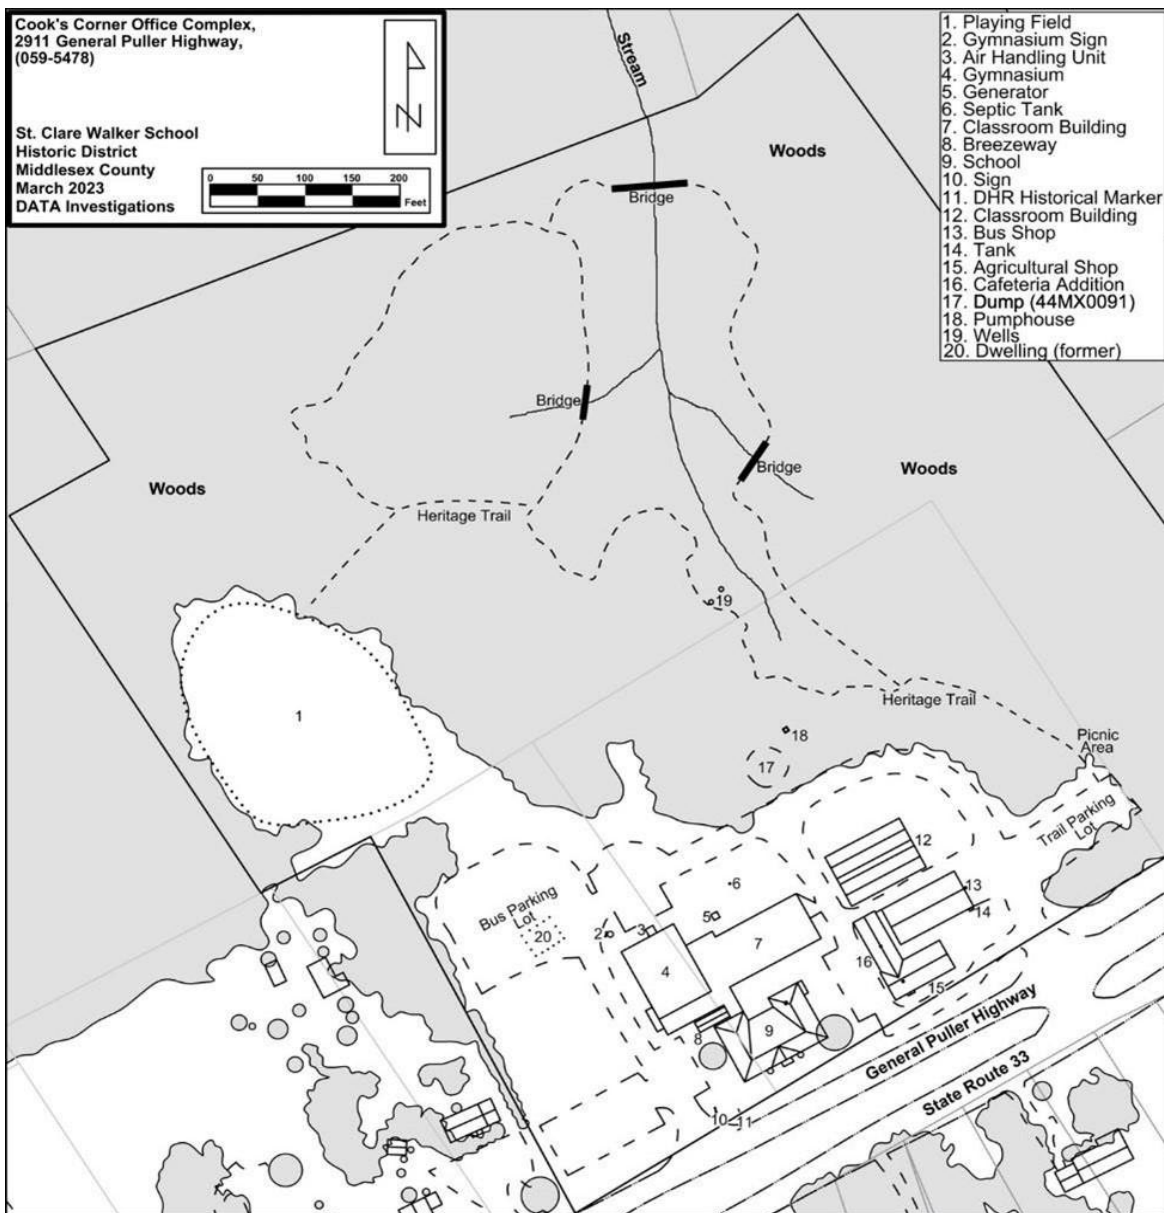 Cook's Corner Office Complex,
2911 General Puller Highway,
(059-5478)
St. Clare Walker School
Historic District
Middlesex County
March 2023
DATA Investigations
N
0 50 100 150 200
Feet
1. Playing Field
2. Gymnasium Sign
3. Air Handling Unit
4. Gymnasium
5. Generator
6. Septic Tank
7. Classroom Building
8. Breezeway
9. School
10. Sign
11. DHR Historical Marker
12. Classroom Building
13. Bus Shop
14. Tank
15. Agricultural Shop
16. Cafeteria Addition
17. Dump (44MX0091)
18. Pumphouse
19. Wells
20. Dwelling (former)
Stream
Woods
Bridge
Bridge
Bridge
Woods
Woods
Heritage Trail
19
Heritage Trail
1
18
17
Picnic
Area
Trail Parking
Lot
12
6
13
Bus Parking
Lot
5
14
20
2
3
7
4
16
15
9
8
General Puller Highway
State Route 33
10
11